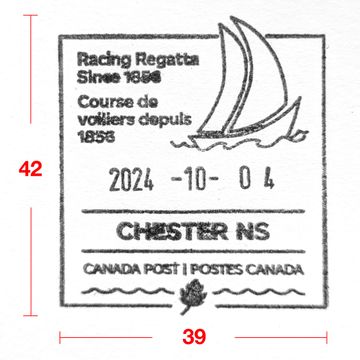 Racing Regatta
Since 1856
Course de
voiliers depuis
1856
42
2024 -10- 04
CHESTER NS
CANADA POST | POSTES CANADA
39